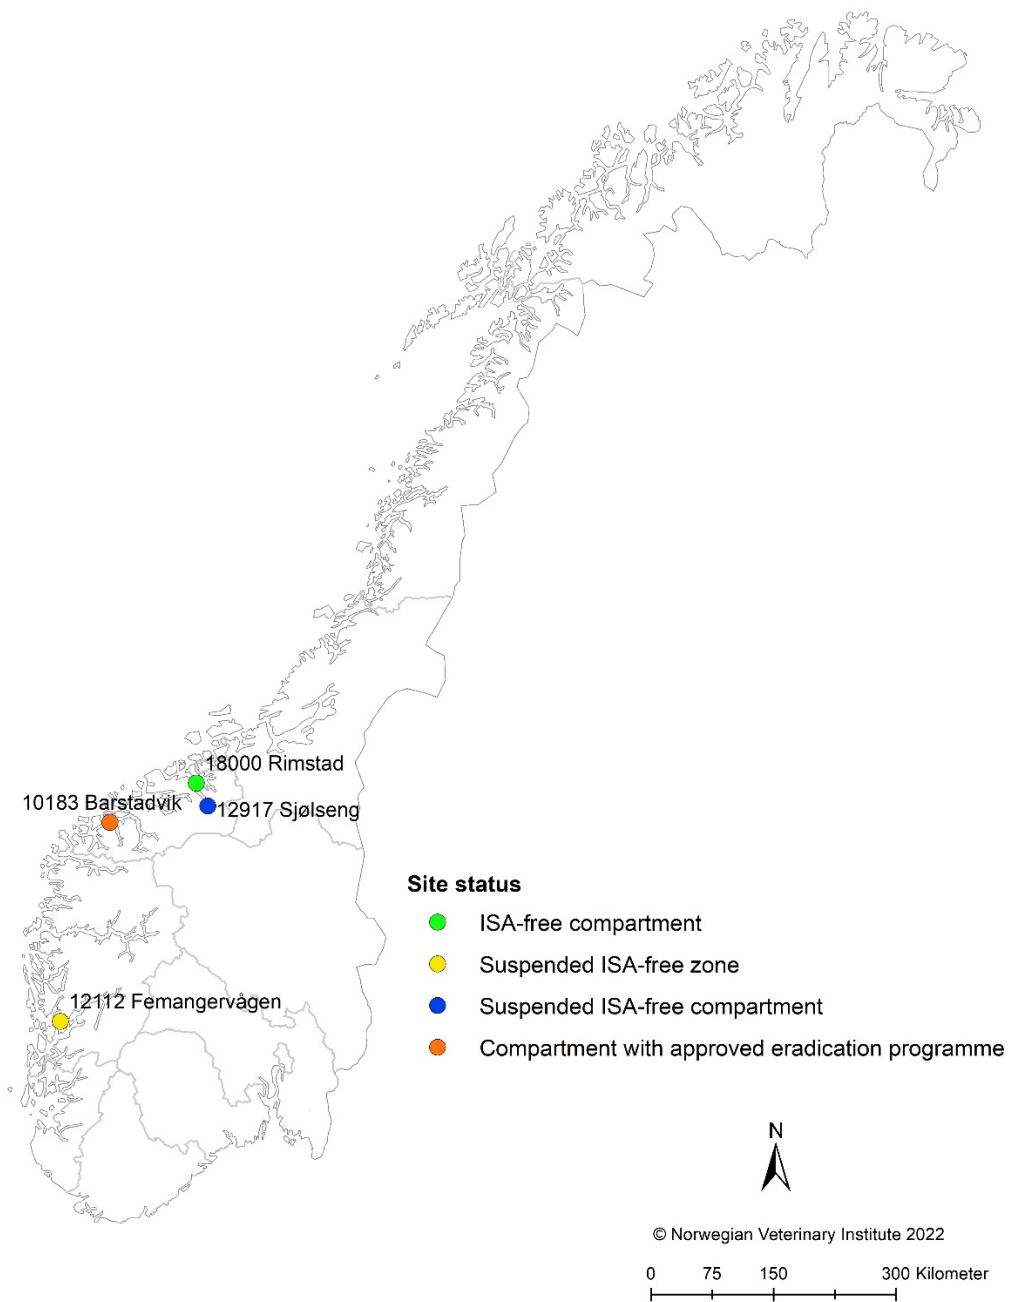 18000 Rimstad
10183 Barstadvik
12917 Sjølseng
Site status
ISA-free compartment
Suspended ISA-free zone
12112 Femangervågen
Suspended ISA-free compartment
Compartment with approved eradication programme
N
© Norwegian Veterinary Institute 2022
0 75 150 300 Kilometer